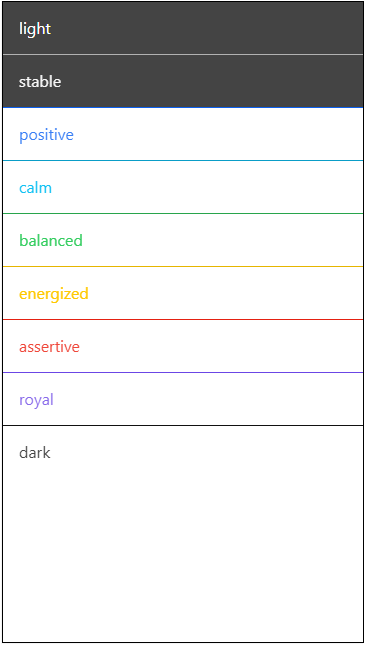 light
stable
positive
calm
balanced
energized
assertive
royal
dark